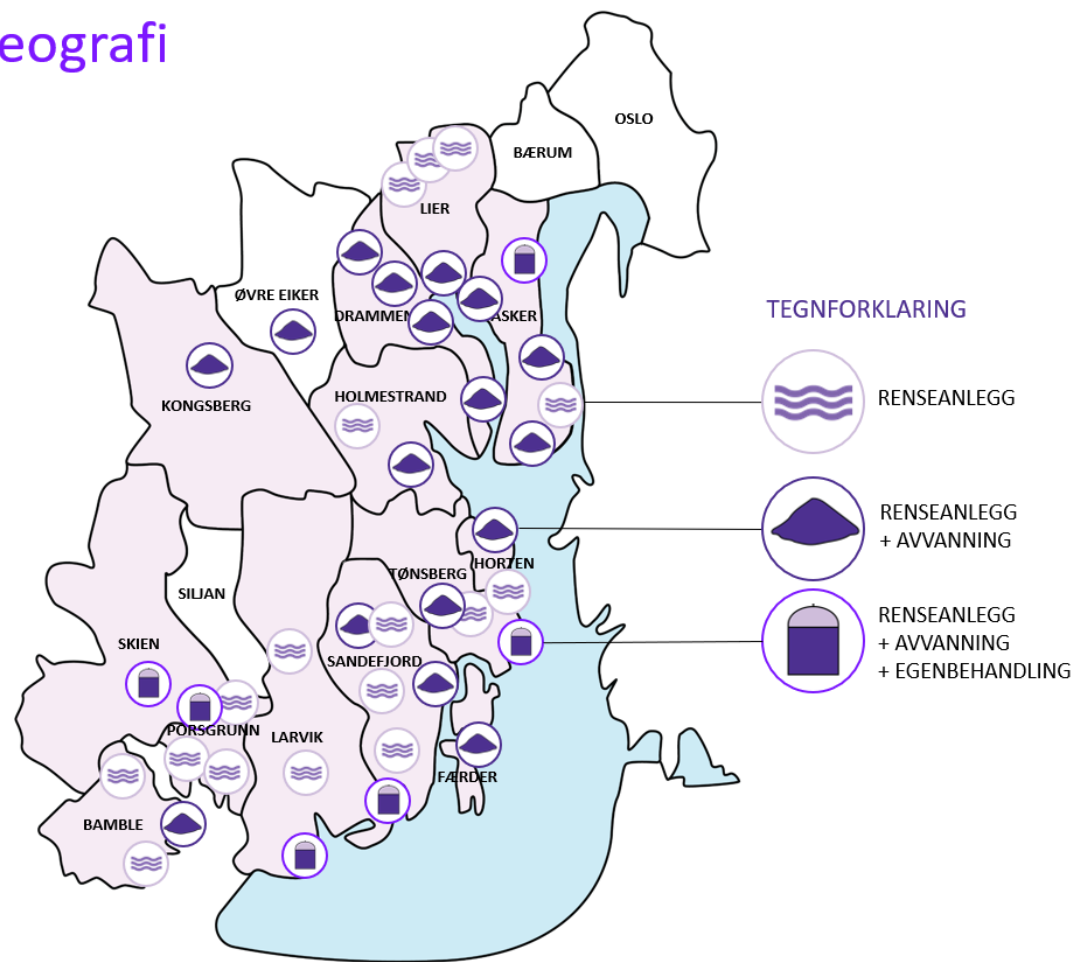 eografi
OSLO
BÆRUM
LIER
ØVRE EIKER
DRAMMEN
ASKER
KONGSBERG
HOLMESTRAND
TØNSBERG
HORTEN
SILJAN
SKIEN
SANDEFJORD
PORSGRUNN
LARVIK
FÆRDER
BAMBLE
TEGNFORKLARING
RENSEANLEGG
RENSEANLEGG
+ AVVANNING
RENSEANLEGG
+ AVVANNING
+ EGENBEHANDLING